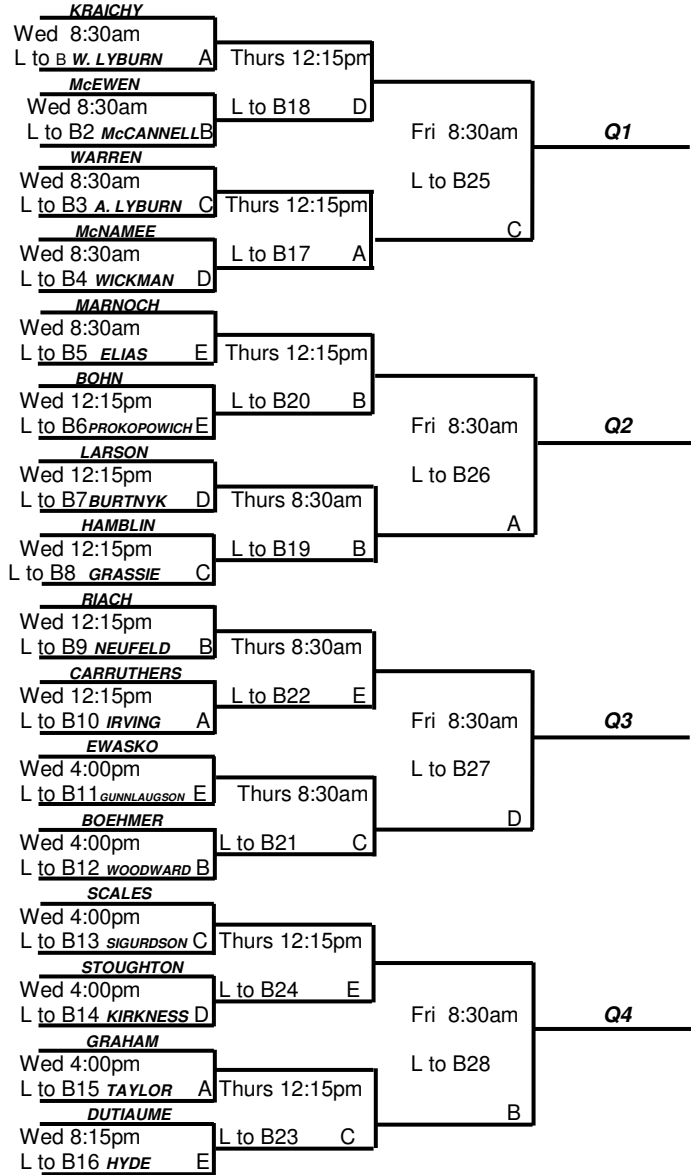 KRAICHY
Wed 8:30am
L to B W. LYBURN A
Thurs 12:15pm
McEWEN
L to B18 D
Wed 8:30am
L to B2 McCANNELL B
Fri 8:30am
Q1
WARREN
Wed 8:30am
L to B25
L to B3 A. LYBURN C
Thurs 12:15pm
McNAMEE
C
Wed 8:30am
L to B17 A
L to B4 WICKMAN D
MARNOCH
Wed 8:30am
L to B5 ELIAS E
Thurs 12:15pm
BOHN
Wed 12:15pm
L to B20 B
L to B6 PROKOPOWICH E
Fri 8:30am
Q2
LARSON
Wed 12:15pm
L to B26
L to B7 BURTNYK D
Thurs 8:30am
HAMBLIN
A
Wed 12:15pm
L to B19 B
L to B8 GRASSIE C
RIACH
Wed 12:15pm
L to B9 NEUFELD B
Thurs 8:30am
CARRUTHERS
Wed 12:15pm
L to B22 E
L to B10 IRVING A
Fri 8:30am
Q3
EWASKO
Wed 4:00pm
L to B27
L to B11 GUNNLAUGSON E
Thurs 8:30am
BOEHMER
D
Wed 4:00pm
L to B21 C
L to B12 WOODWARD B
SCALES
Wed 4:00pm
L to B13 SIGURDSON C
Thurs 12:15pm
STOUGHTON
Wed 4:00pm
L to B24 E
L to B14 KIRKNESS D
Fri 8:30am
Q4
GRAHAM
Wed 4:00pm
L to B28
L to B15 TAYLOR A
Thurs 12:15pm
DUTIAUME
B
Wed 8:15pm
L to B23 C
L to B16 HYDE E